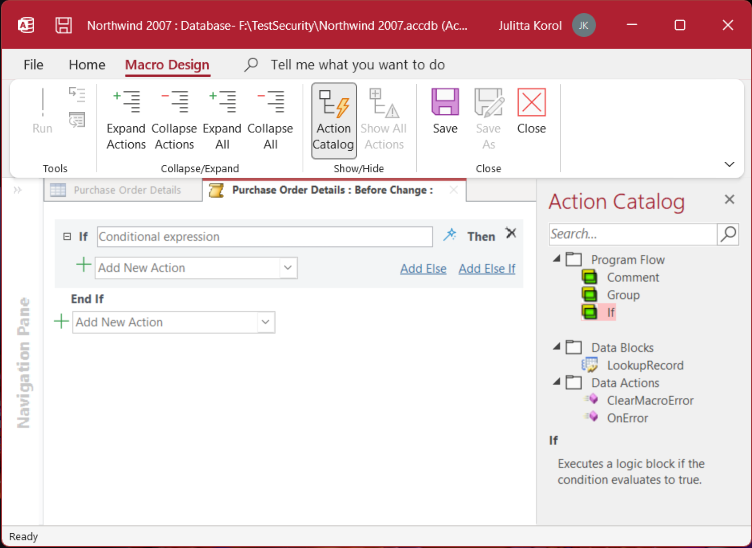 Northwind 2007 : Database- F:\TestSecurity\Northwind 2007.accdb (Ac... Julitta Korol JK
File Home Macro Design Tell me what you want to do
Run Expand Actions Collapse Actions Expand All Collapse All Action Catalog Show All Actions Save Save As Close
Tools Collapse/Expand Show/Hide Close
Purchase Order Details Purchase Order Details : Before Change :
If Conditional expression Then
Add New Action Add Else Add Else If
End If
Add New Action
Navigation Pane
Action Catalog
Search...
Program Flow
Comment
Group
If
Data Blocks
LookupRecord
Data Actions
ClearMacroError
OnError
If
Executes a logic block if the
condition evaluates to true.
Ready